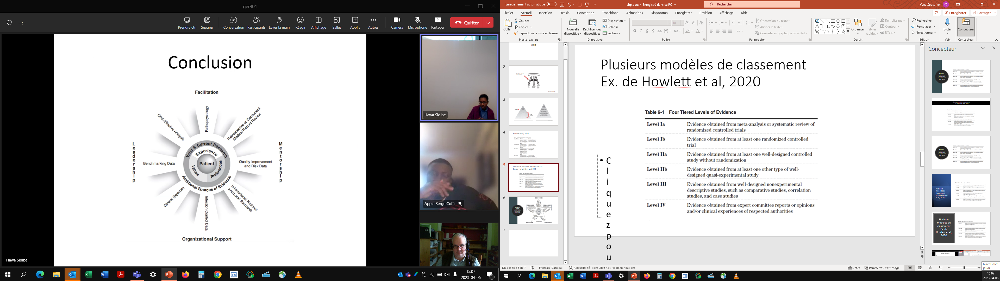 ger901
--:--
Prendre ctrl
Séparer
Conversation
Participants
Lever la main
Réagir
Affichage
Salles
Applis
Autres
Caméra
Microphone
Partager
Quitter
Conclusion
Facilitation
Pathopsysiology
Cost-Effective Analysis
Retrospective or Concurrent
Medical Record Review
Leadership
Mentorship
Valid & Current Research
Experience
Patient
Values
Preferences
Additional Sources of Evidence
Benchmarking Data
Quality Improvement
and Risk Data
Clinical Expertise
Infection Control Data
International, National
and Local Standards
Organizational Support
Hawa Sidibe
Hawa Sidibe
Appia Serge Coffi
15:07
2023-04-06
1
Enregistrement automatique
ebp.pptx • Enregistré dans ce PC
Rechercher
Yves Couturier
YC
Fichier
Accueil
Insertion
Dessin
Conception
Transitions
Animations
Diaporama
Enregistrer
Révision
Affichage
Aide
Enregistrer
Partager
Coller
Couper
Copier
Reproduire la mise en forme
Presse-papiers
Nouvelle
diapositive
Réutiliser des
diapositives
Disposition
Rétablir
Section
Diapositives
18
Police
Orientation du texte
Aligner le texte
Convertir en graphique SmartArt
Paragraphe
Organiser
Styles
rapides
Remplissage
Contour
Effets
Dessin
Rechercher
Remplacer
Sélectionner
Édition
Dicter
Voix
Concepteur
Concepteur
ebp
2
3
4
Howlett et al, 2020
5
Plusieurs modèles de classement
Ex. de Howlett et al, 2020
6
7
Plusieurs modèles de classement
Ex. de Howlett et al, 2020
Table 9-1 Four Tiered Levels of Evidence
Level Ia Evidence obtained from meta-analysis or systematic review of
randomized controlled trials
Level Ib Evidence obtained from at least one randomized controlled
trial
Level IIa Evidence obtained from at least one well-designed controlled
study without randomization
Level IIb Evidence obtained from at least one other type of well-
designed quasi-experimental study
Level III Evidence obtained from well-designed nonexperimental
descriptive studies, such as comparative studies, correlation
studies, and case studies
Level IV Evidence obtained from expert committee reports or opinions
and/or clinical experiences of respected authorities
• C
l
i
q
u
e
z
p
o
u
Concepteur
Plusieurs
modèles de
classement
Ex. de Howlett
et al, 2020
Plusieurs
modèles de
classement
Ex. de
Howlett et al,
2020
Diapositive 5 de 7
Français (Canada)
Accessibilité : consultez nos recommandations
Notes
Paramètres d'affichage
6 avril 2023
jeudi
15:07
2023-04-06